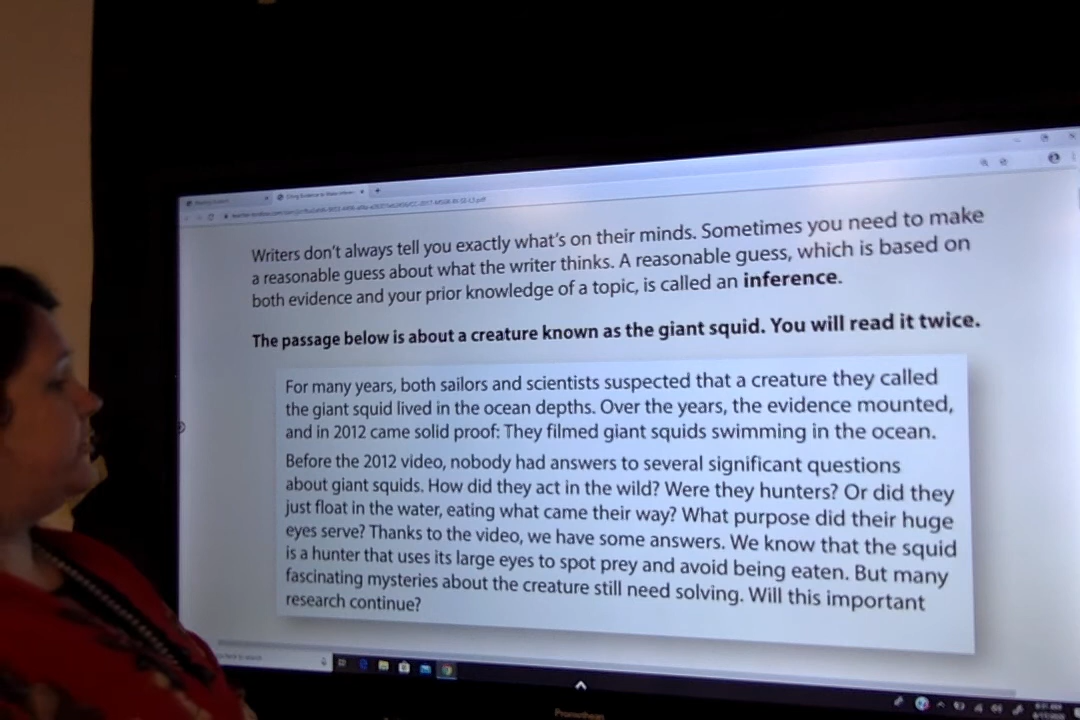 Writers don't always tell you exactly what's on their minds. Sometimes you need to make
a reasonable guess about what the writer thinks. A reasonable guess, which is based on
both evidence and your prior knowledge of a topic, is called an inference.
The passage below is about a creature known as the giant squid. You will read it twice.
For many years, both sailors and scientists suspected that a creature they called
the giant squid lived in the ocean depths. Over the years, the evidence mounted,
and in 2012 came solid proof: They filmed giant squids swimming in the ocean.
Before the 2012 video, nobody had answers to several significant questions
about giant squids. How did they act in the wild? Were they hunters? Or did they
just float in the water, eating what came their way? What purpose did their huge
eyes serve? Thanks to the video, we have some answers. We know that the squid
is a hunter that uses its large eyes to spot prey and avoid being eaten. But many
fascinating mysteries about the creature still need solving. Will this important
research continue?
Promethean